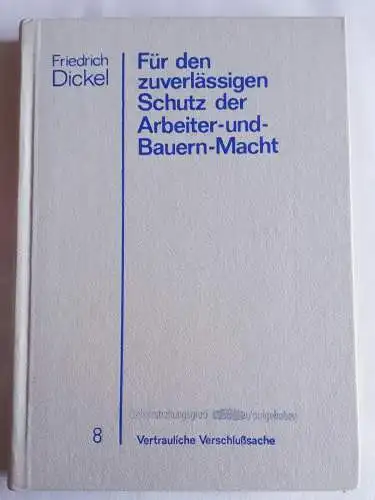 Friedrich
Dickel
Für den
zuverlässigen
Schutz der
Arbeiter-und-
Bauern-Macht
8
Vertrauliche Verschlußsache